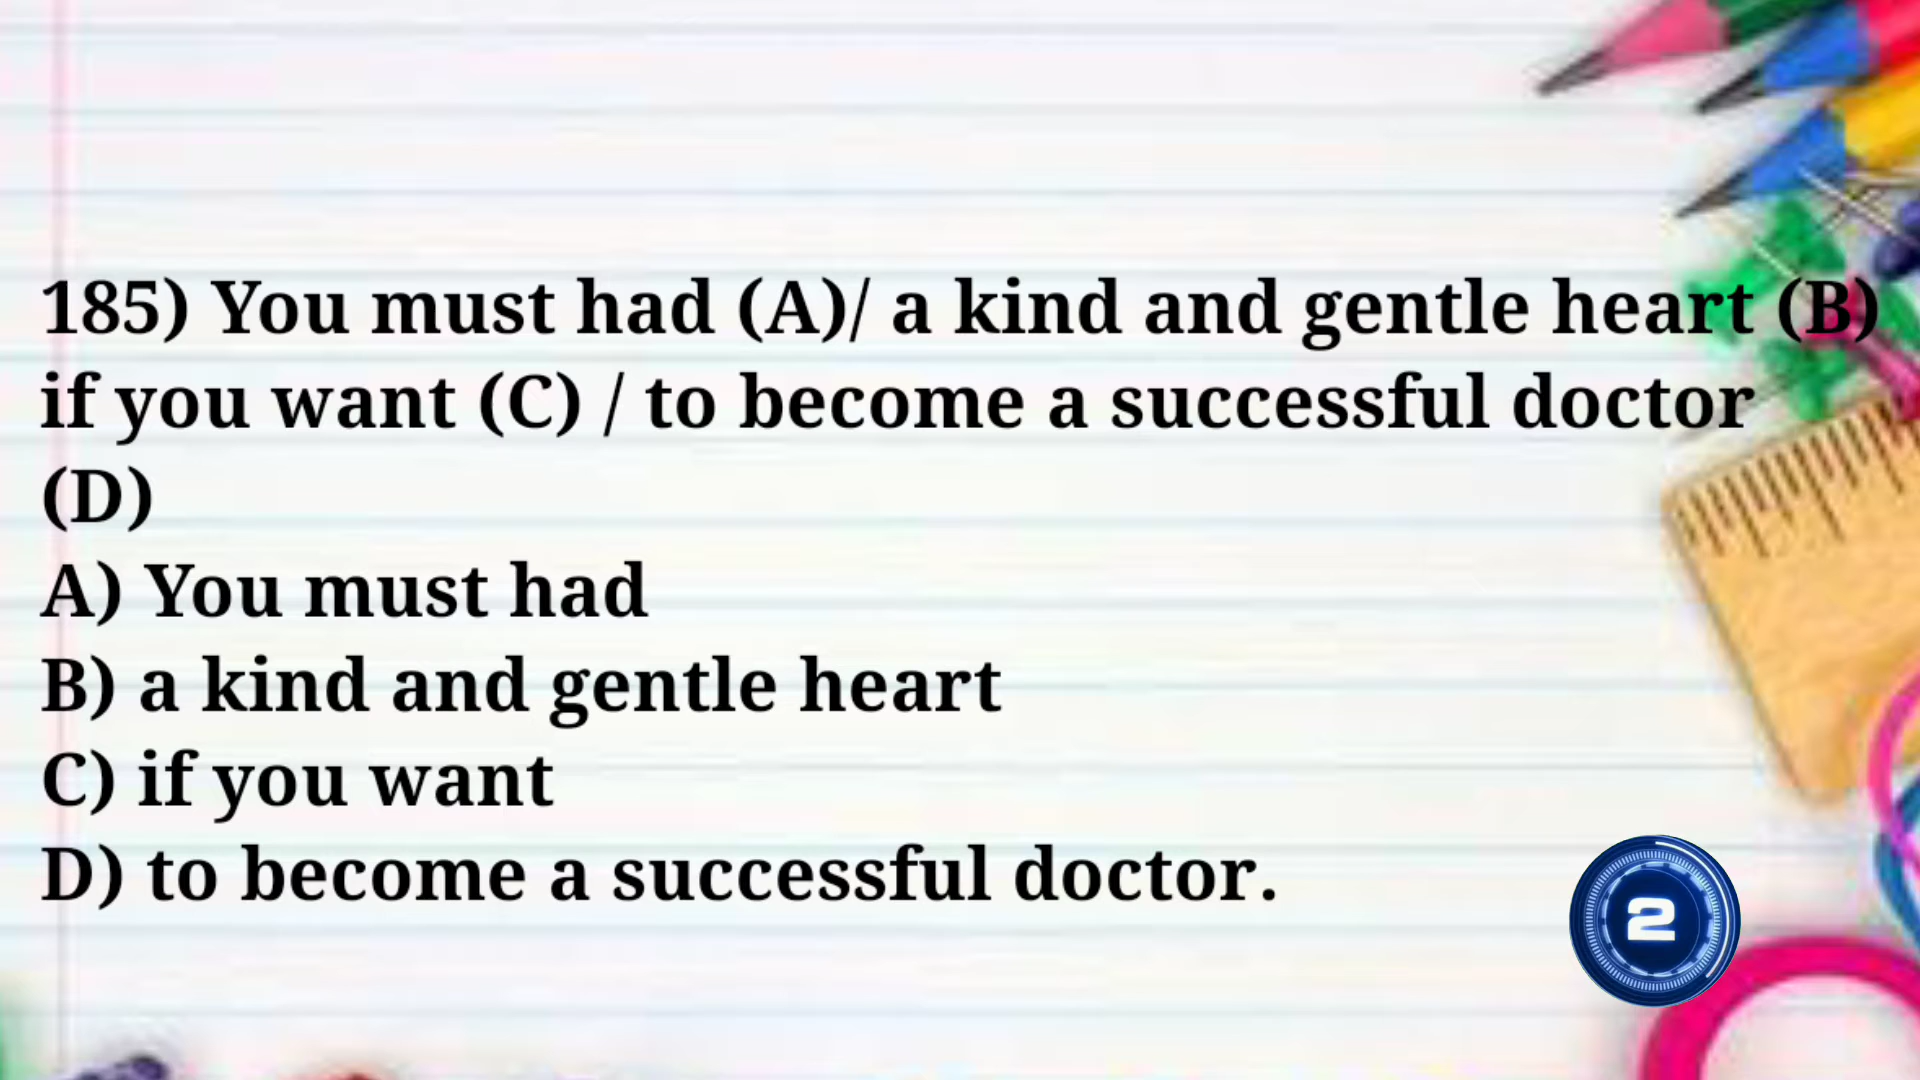 185) You must had (A)/ a kind and gentle heart (B)
if you want (C) / to become a successful doctor
(D)
A) You must had
B) a kind and gentle heart
C) if you want
D) to become a successful doctor.
2